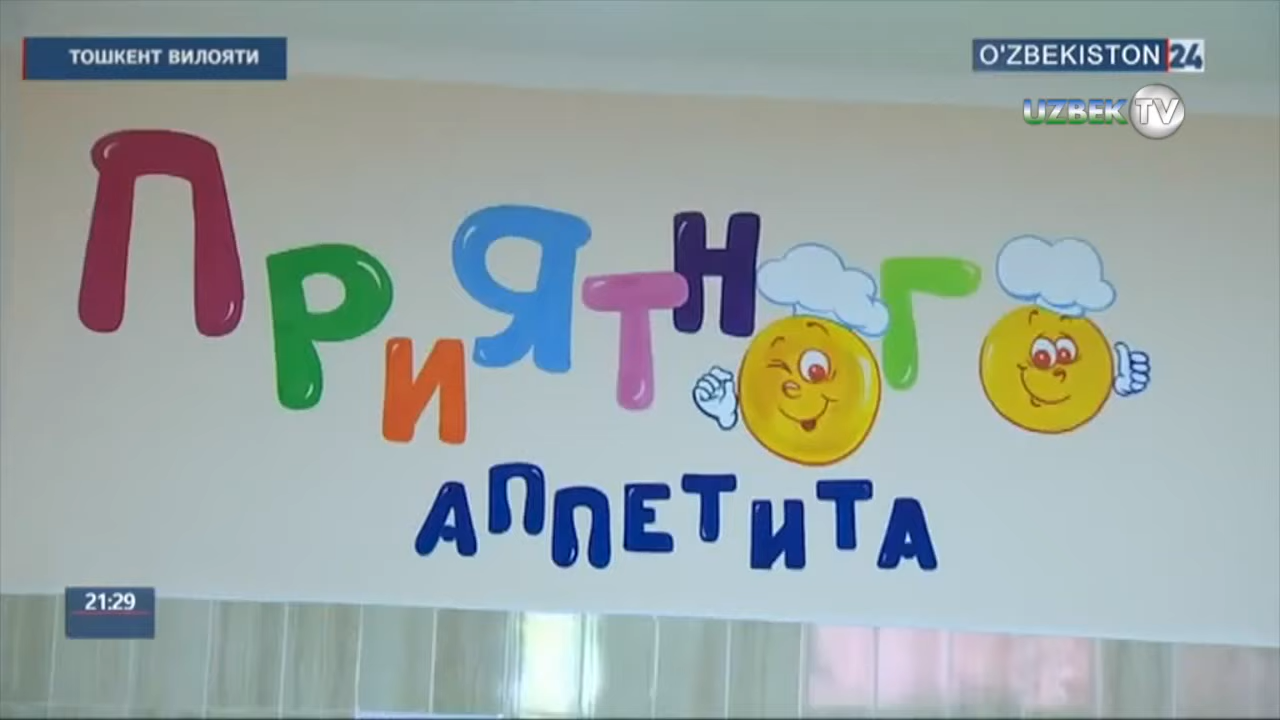 ТОШКЕНТ ВИЛОЯТИ
O'ZBEKISTON 24
UZBEK TV
ПРИЯТНОГО
АППЕТИТА
21:29